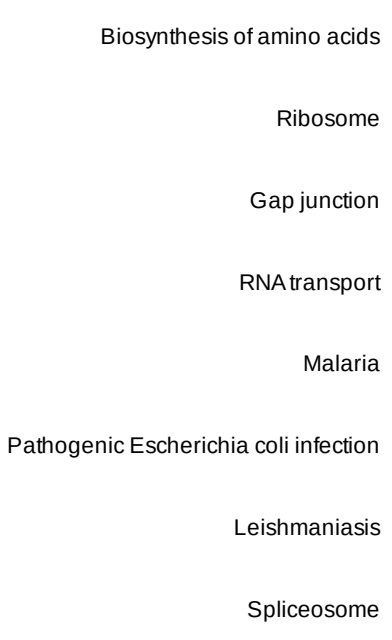 Biosynthesis of amino acids
Ribosome
Gap junction
RNA transport
Malaria
Pathogenic Escherichia coli infection
Leishmaniasis
Spliceosome